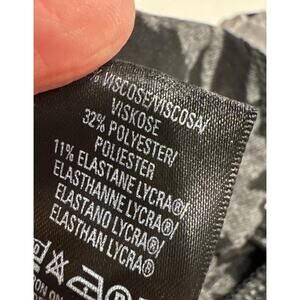 % VISCOSE/VISCOSA/
VISKOSE
32% POLYESTER/
POLIESTER
11% ELASTANE LYCRA®/
ELASTHANNE LYCRA®/
ELASTANO LYCRA®/
ELASTHAN LYCRA®/